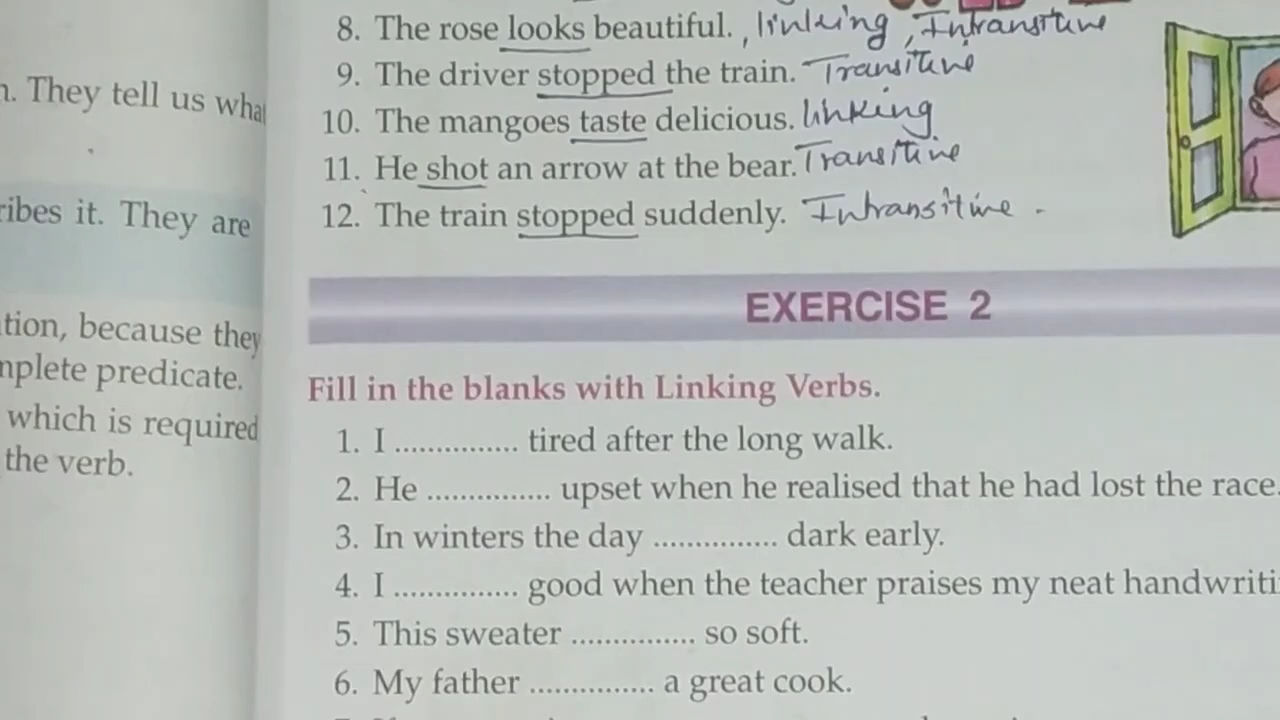 n. They tell us what
ribes it. They are
tion, because they
mplete predicate.
which is required
the verb.
8. The rose looks beautiful. , linking , Intransitive
9. The driver stopped the train. Transitive
10. The mangoes taste delicious. linking
11. He shot an arrow at the bear. Transitive
12. The train stopped suddenly. Intransitive -
EXERCISE 2
Fill in the blanks with Linking Verbs.
1. I ............... tired after the long walk.
2. He ............... upset when he realised that he had lost the race.
3. In winters the day ............... dark early.
4. I ............... good when the teacher praises my neat handwriti
5. This sweater ............... so soft.
6. My father ............... a great cook.